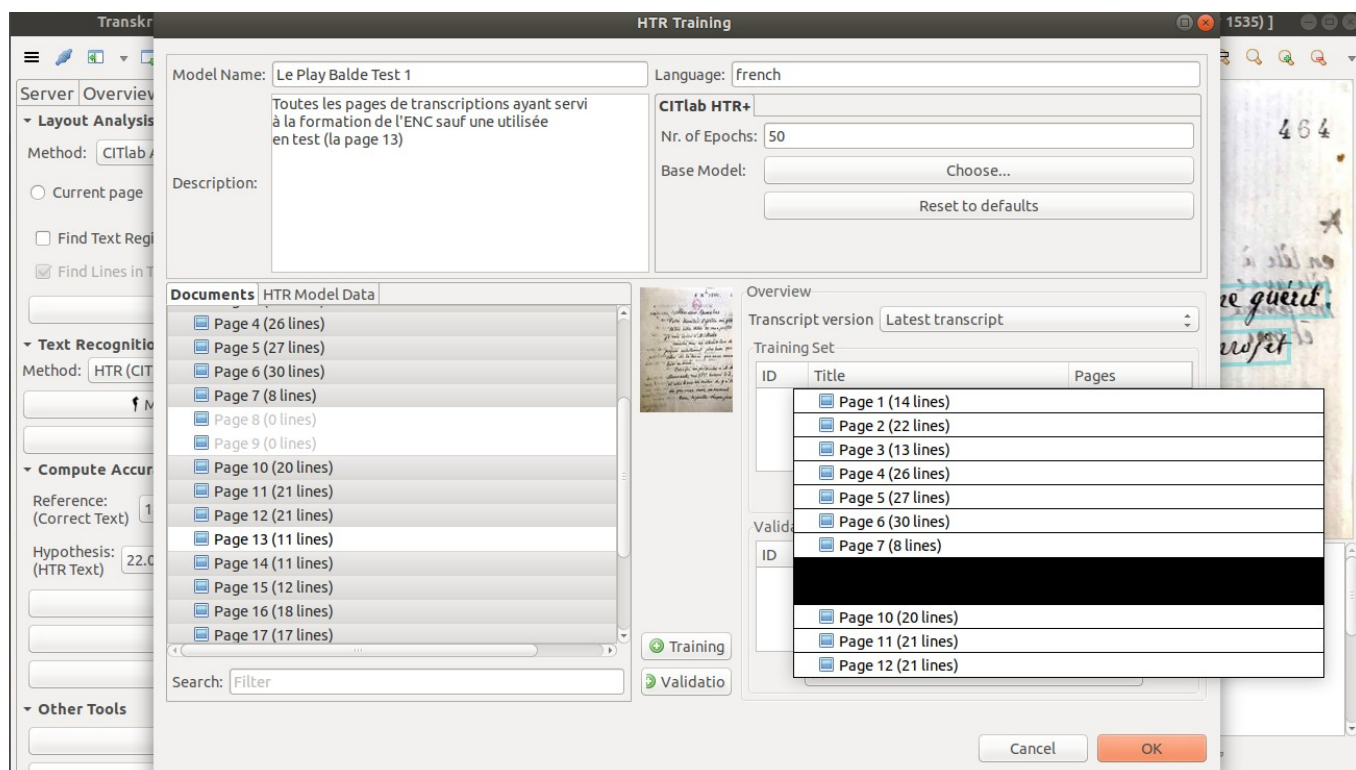 Transkr
HTR Training
1535) ]
Server
Overview
Layout Analysis
Method:
CITlab
Current page
Find Text Regi
Find Lines in T
Text Recognitio
Method:
HTR (CIT
Compute Accur
Reference:
(Correct Text)
1
Hypothesis:
(HTR Text)
22.0
Other Tools
Model Name:
Le Play Balde Test 1
Description:
Toutes les pages de transcriptions ayant servi
à la formation de l'ENC sauf une utilisée
en test (la page 13)
Language:
french
CITlab HTR+
Nr. of Epochs:
50
Base Model:
Choose...
Reset to defaults
Documents
HTR Model Data
Page 4 (26 lines)
Page 5 (27 lines)
Page 6 (30 lines)
Page 7 (8 lines)
Page 8 (0 lines)
Page 9 (0 lines)
Page 10 (20 lines)
Page 11 (21 lines)
Page 12 (21 lines)
Page 13 (11 lines)
Page 14 (11 lines)
Page 15 (12 lines)
Page 16 (18 lines)
Page 17 (17 lines)
Search:
Filter
Training
Validatio
Overview
Transcript version
Latest transcript
Training Set
ID Title Pages
Page 1 (14 lines)
Page 2 (22 lines)
Page 3 (13 lines)
Page 4 (26 lines)
Page 5 (27 lines)
Page 6 (30 lines)
Page 7 (8 lines)
Page 10 (20 lines)
Page 11 (21 lines)
Page 12 (21 lines)
Valida
ID
Cancel
OK
464
projet